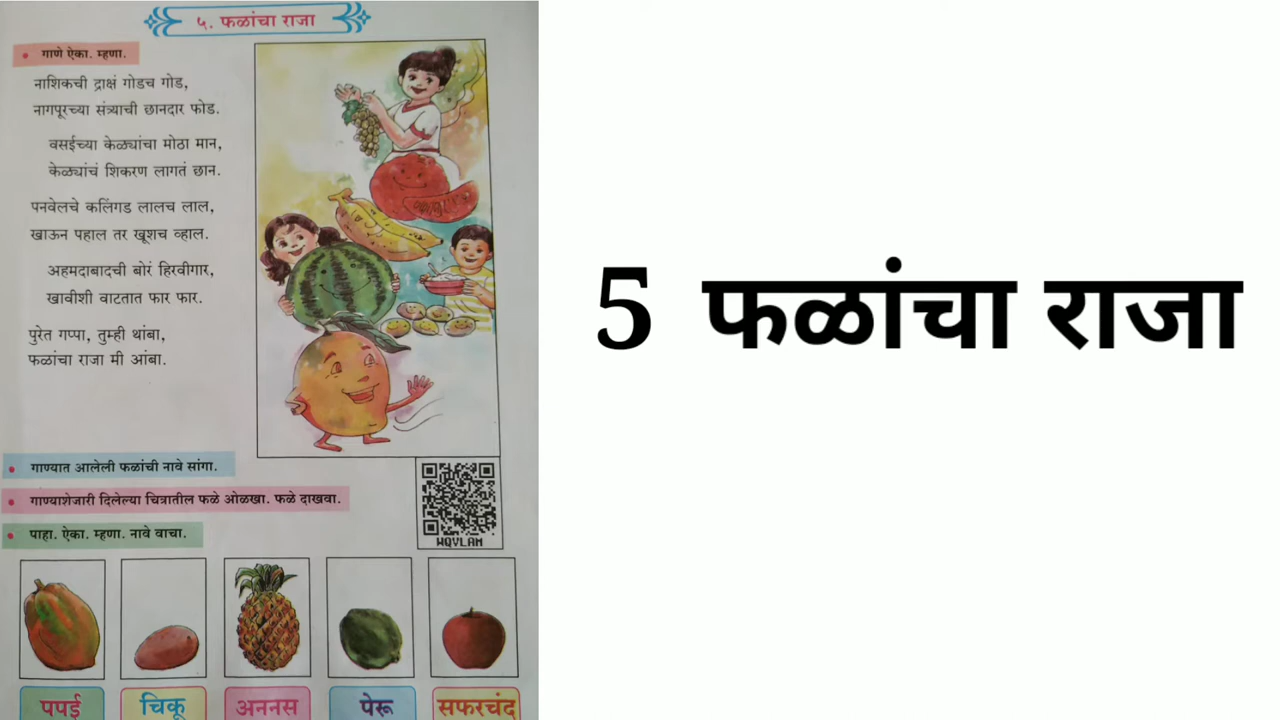 ५. फळांचा राजा
गाणे ऐका. म्हणा.
नाशिकची द्राक्षं गोडच गोड,
नागपूरच्या संत्र्याची छानदार फोड.
वसईच्या केळ्यांचा मोठा मान,
केळ्यांचं शिकरण लागतं छान.
पनवेलचे कलिंगड लालच लाल,
खाऊन पहाल तर खूशच व्हाल.
अहमदाबादची बोरं हिरवीगार,
खावीशी वाटतात फार फार.
पुरेत गप्पा, तुम्ही थांबा,
फळांचा राजा मी आंबा.
गाण्यात आलेली फळांची नावे सांगा.
गाण्याशेजारी दिलेल्या चित्रातील फळे ओळखा. फळे दाखवा.
पाहा. ऐका. म्हणा. नावे वाचा.
WQVLAM
पपई चिकू अननस पेरू सफरचंद
5 फळांचा राजा